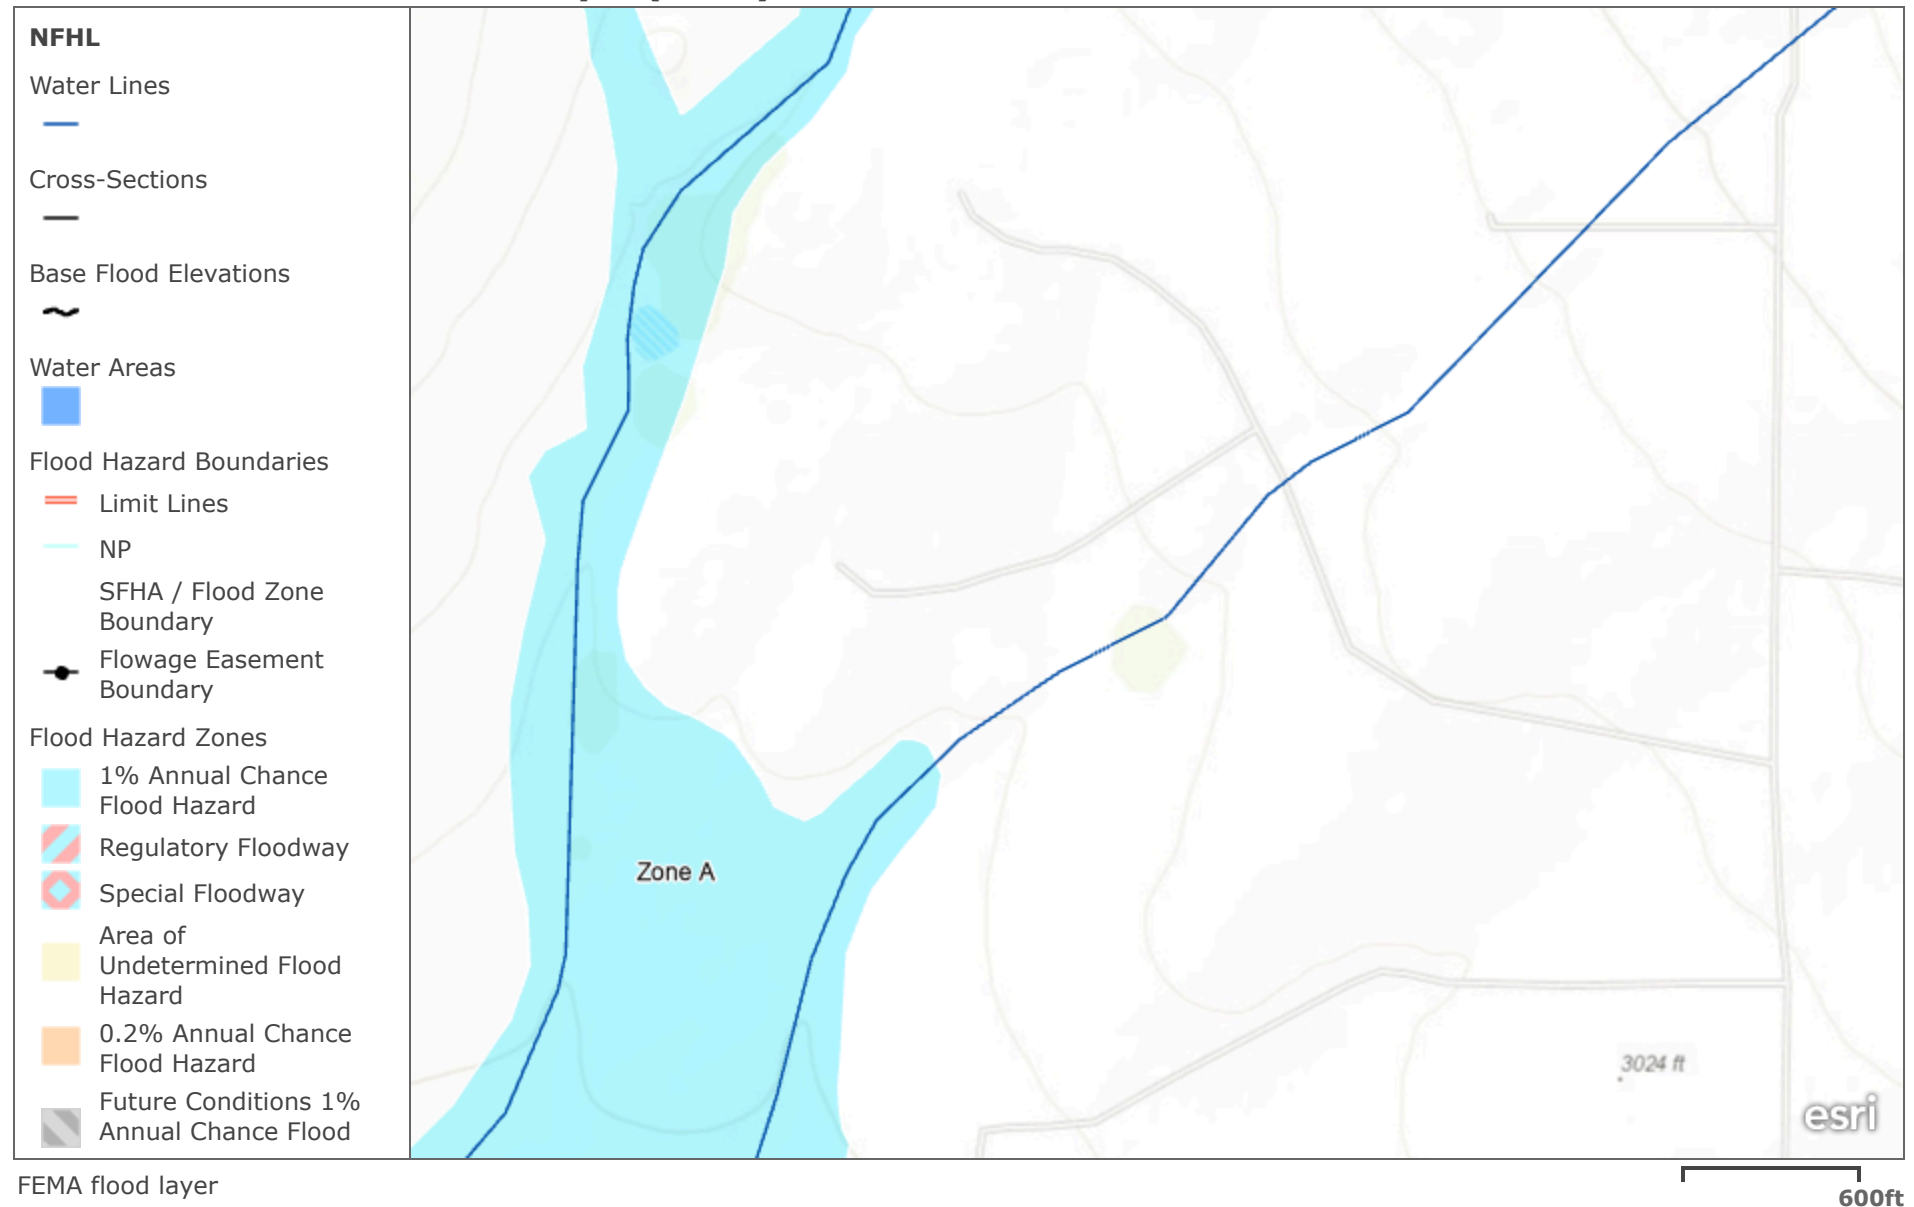 NFHL
Water Lines
Cross-Sections
Base Flood Elevations
Water Areas
Flood Hazard Boundaries
Limit Lines
NP
SFHA / Flood Zone
Boundary
Flowage Easement
Boundary
Flood Hazard Zones
1% Annual Chance
Flood Hazard
Regulatory Floodway
Special Floodway
Area of
Undetermined Flood
Hazard
0.2% Annual Chance
Flood Hazard
Future Conditions 1%
Annual Chance Flood
Zone A
3024 ft
esri
FEMA flood layer
600ft